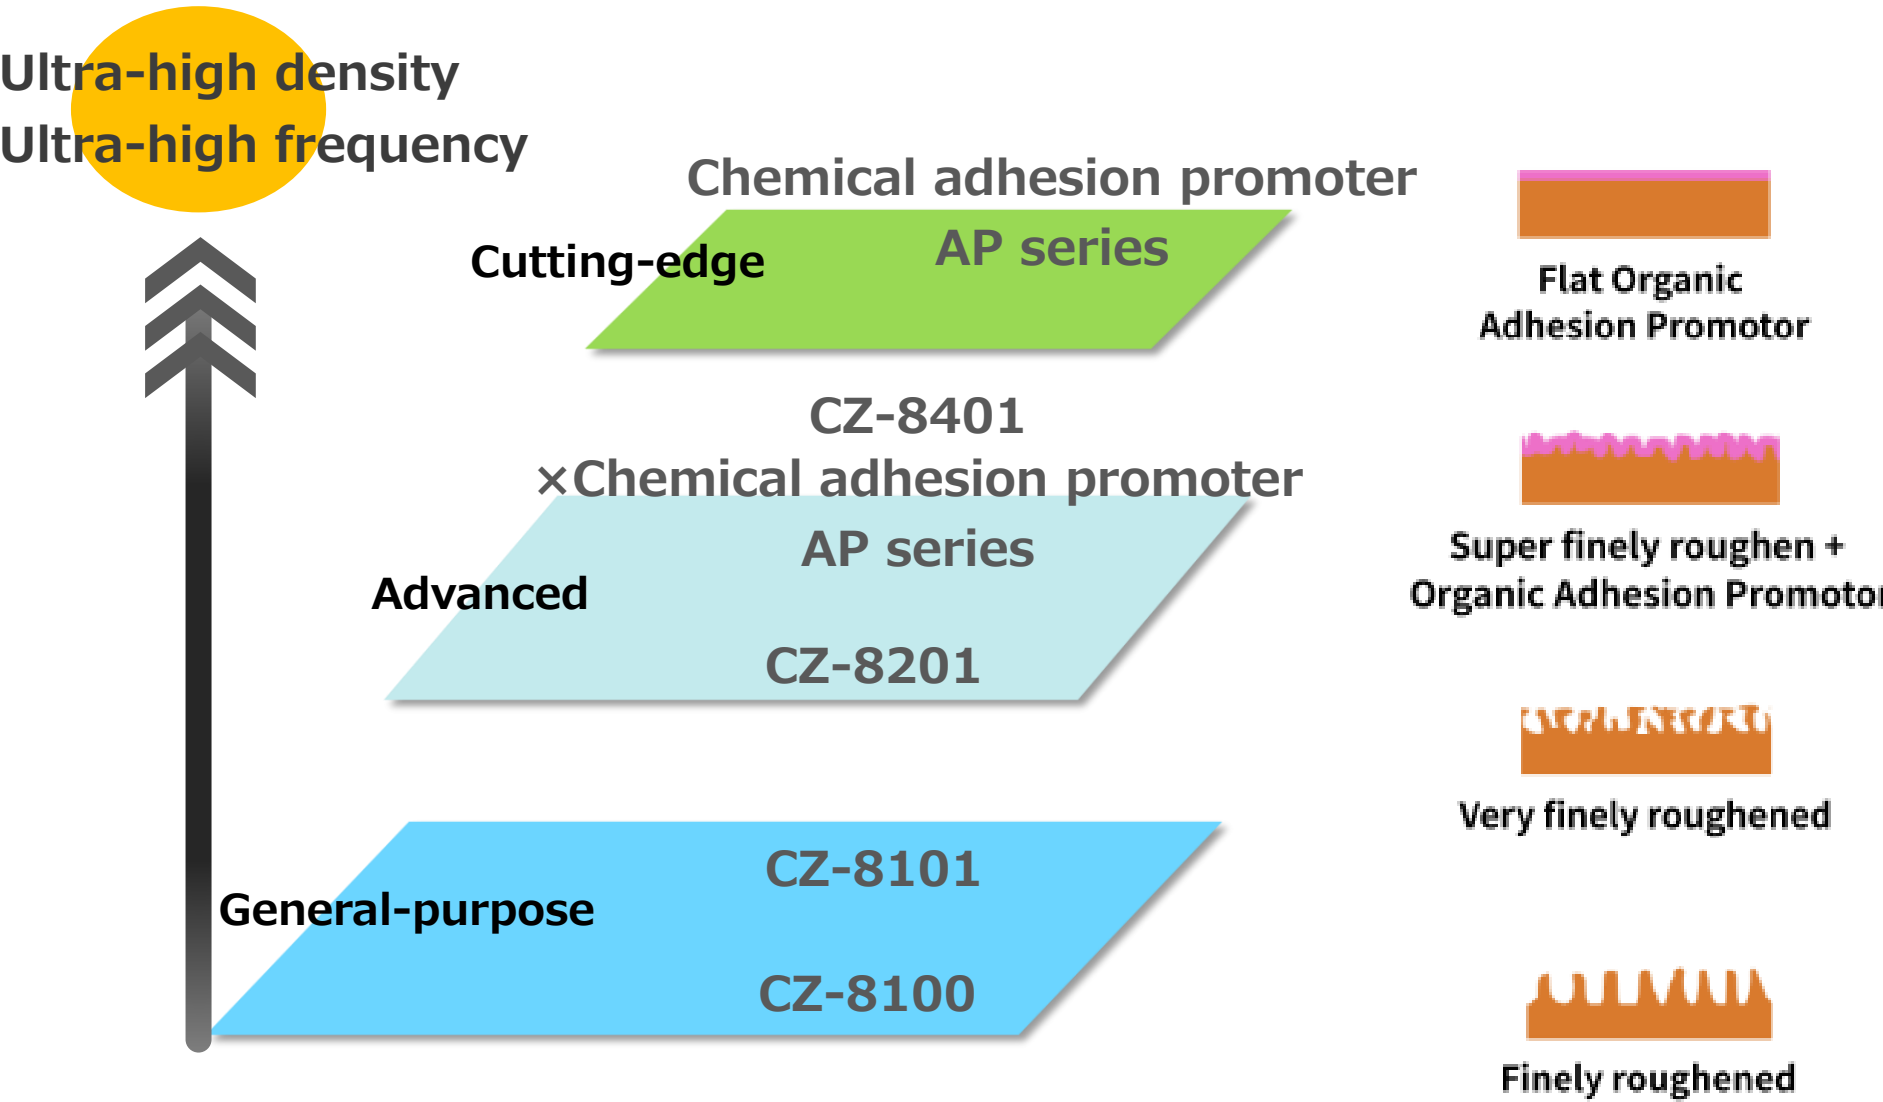 Ultra-high density
Ultra-high frequency
Chemical adhesion promoter
AP series
Cutting-edge
CZ-8401
×Chemical adhesion promoter
AP series
Advanced
CZ-8201
CZ-8101
General-purpose
CZ-8100
Flat Organic
Adhesion Promotor
Super finely roughen +
Organic Adhesion Promotor
Very finely roughened
Finely roughened